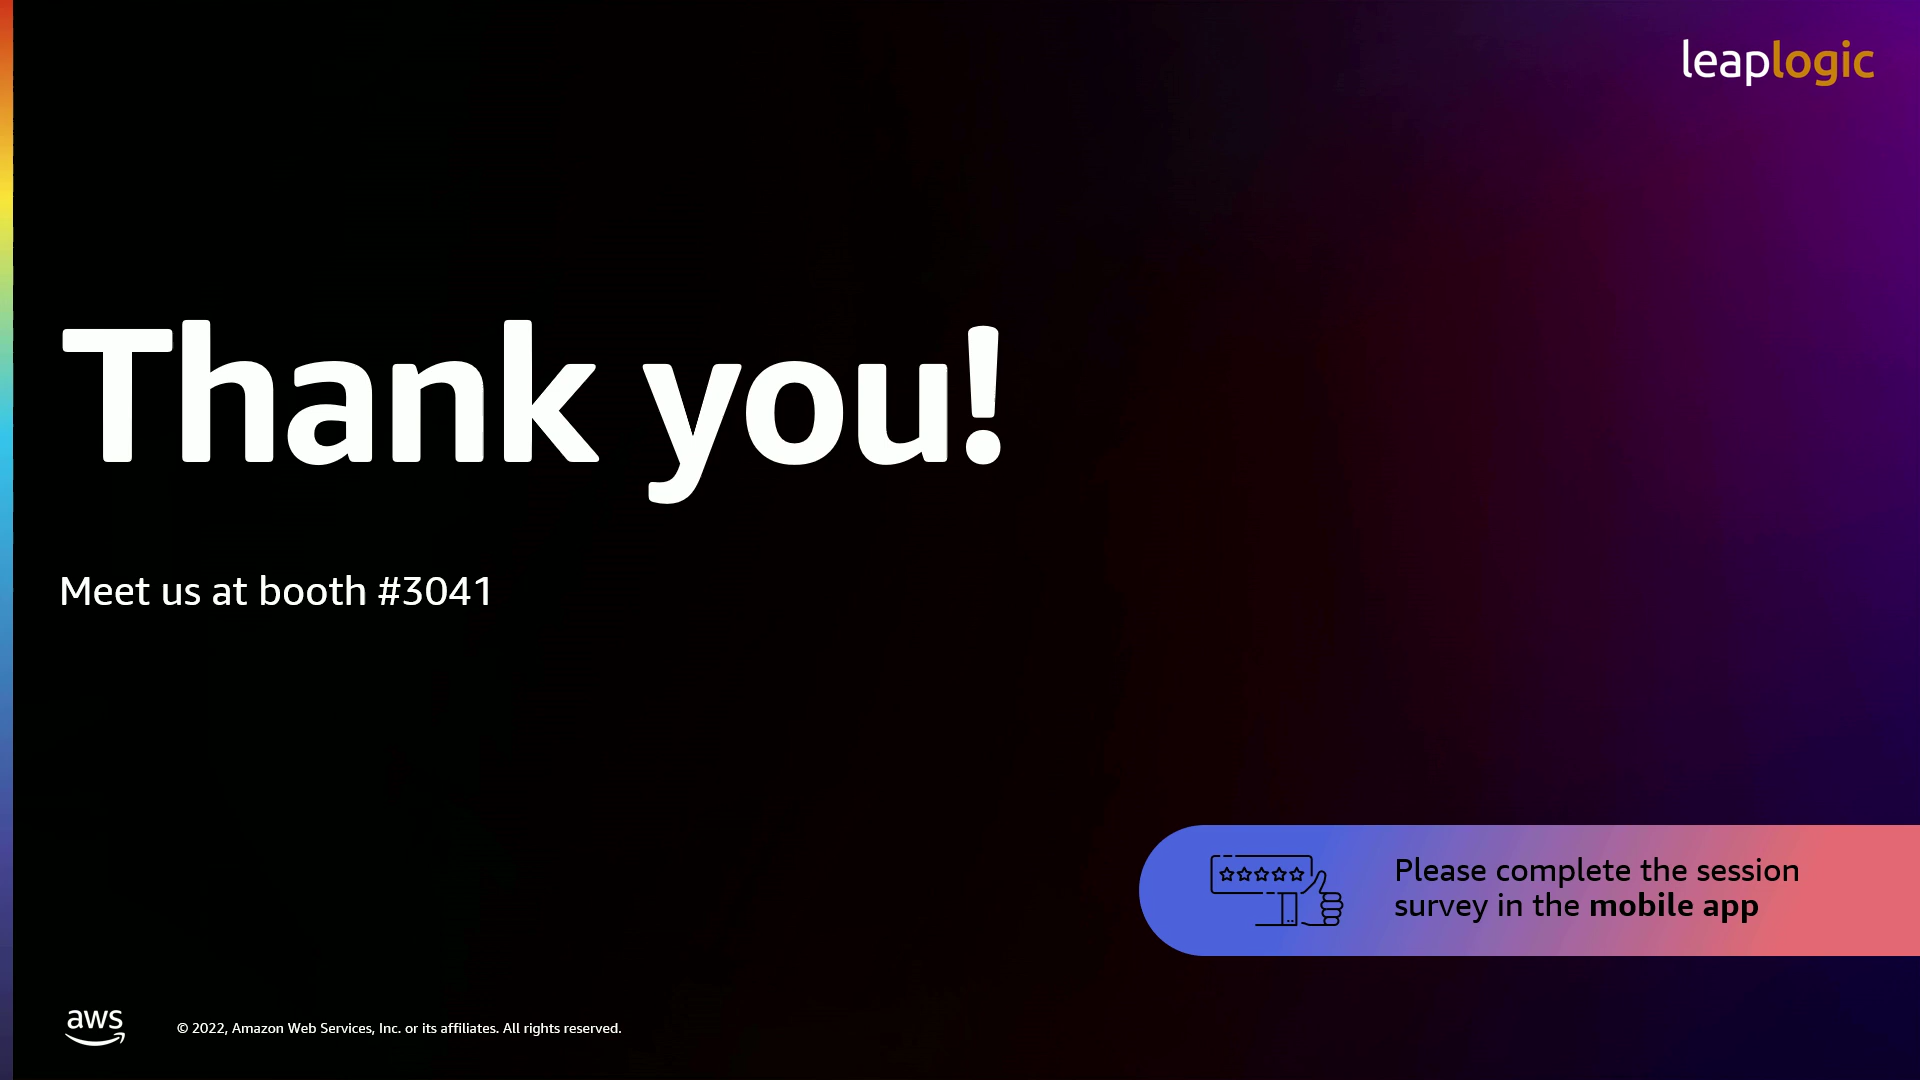 leaplogic
Thank you!
Meet us at booth #3041
Please complete the session
survey in the mobile app
aws
© 2022, Amazon Web Services, Inc. or its affiliates. All rights reserved.